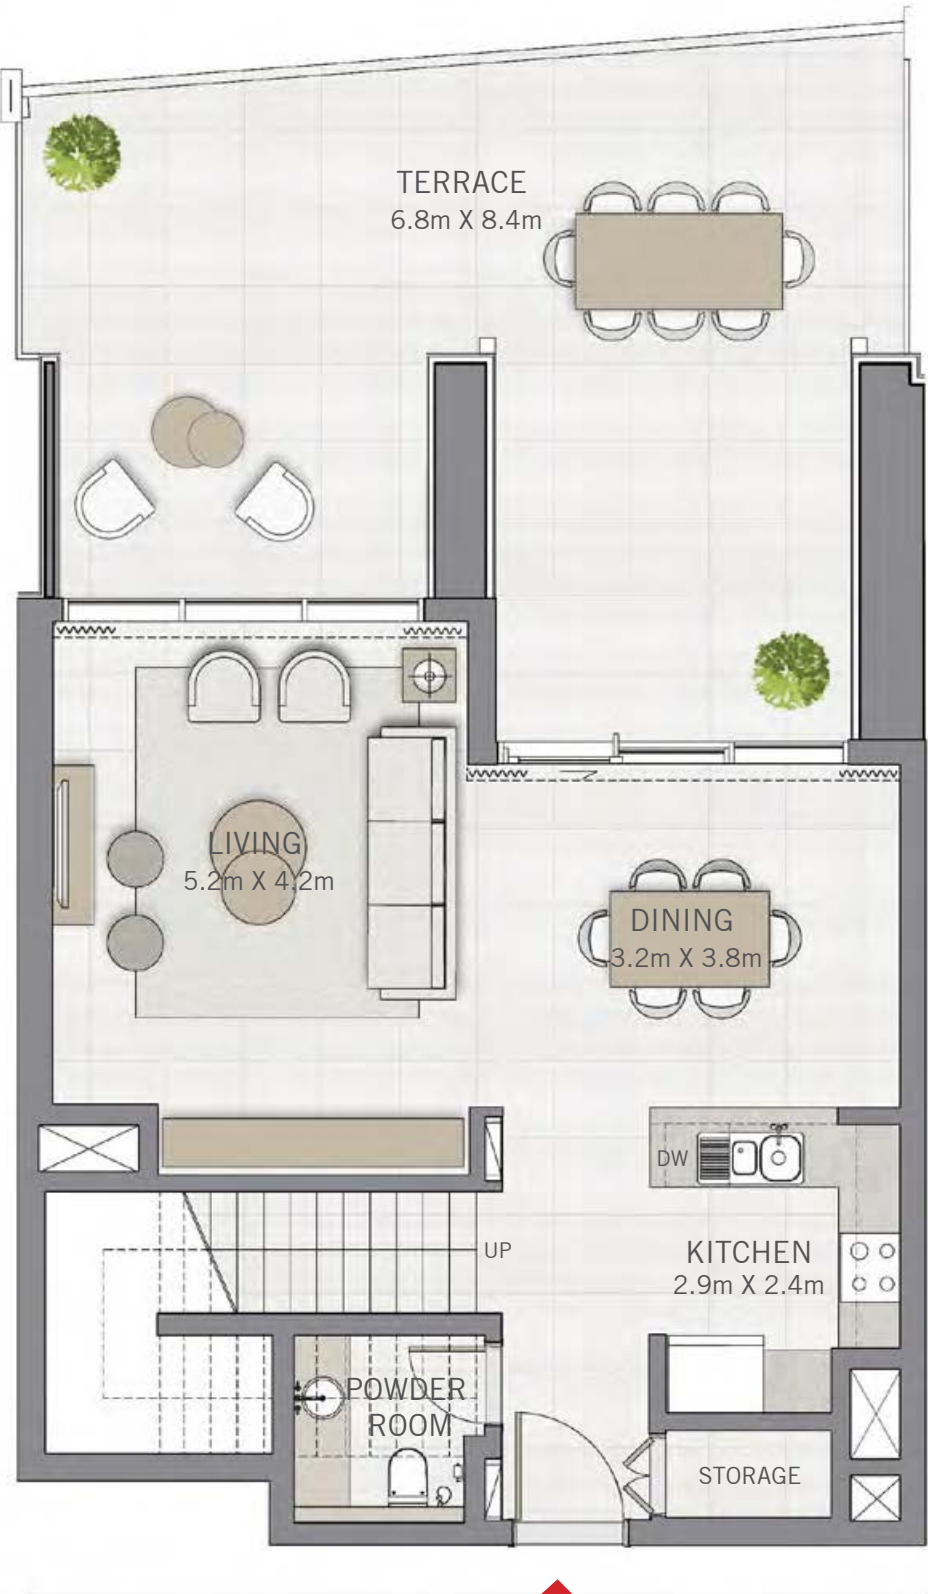 TERRACE
6.8m X 8.4m
LIVING
5.2m X 4.2m
DINING
3.2m X 3.8m
DW
UP
KITCHEN
2.9m X 2.4m
POWDER
ROOM
STORAGE